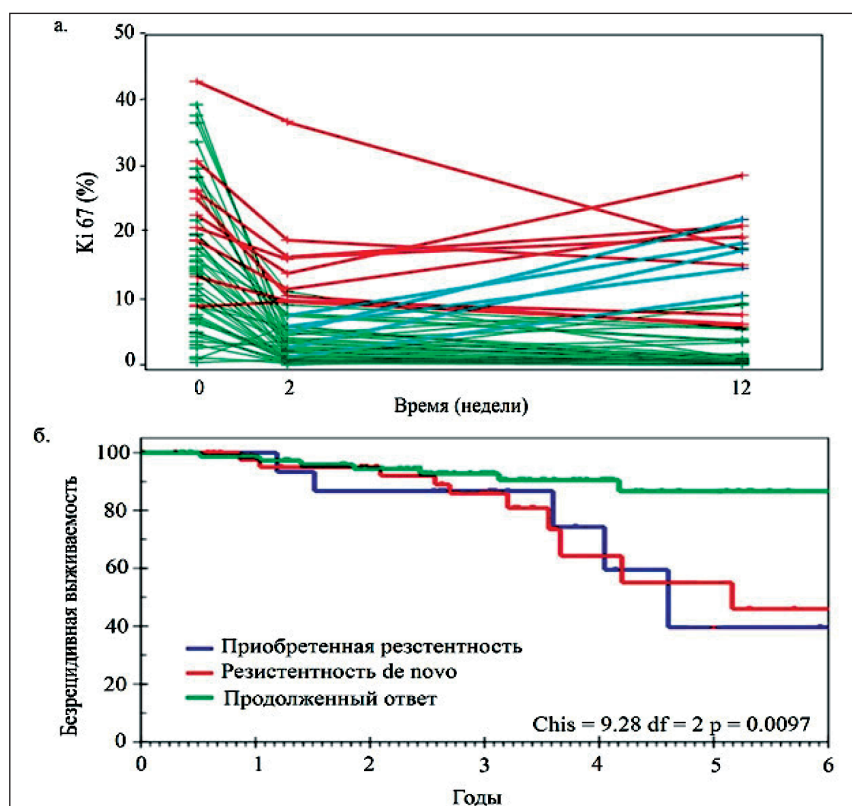 а.
50
40
30
20
10
0
Ki 67 (%)
0 2 12
Время (недели)
б.
100
80
60
40
20
0
Безрецидивная выживаемость
Приобретенная резстентность
Резистентность de novo
Продолженный ответ
Chis = 9.28 df = 2 p = 0.0097
0 1 2 3 4 5 6
Годы